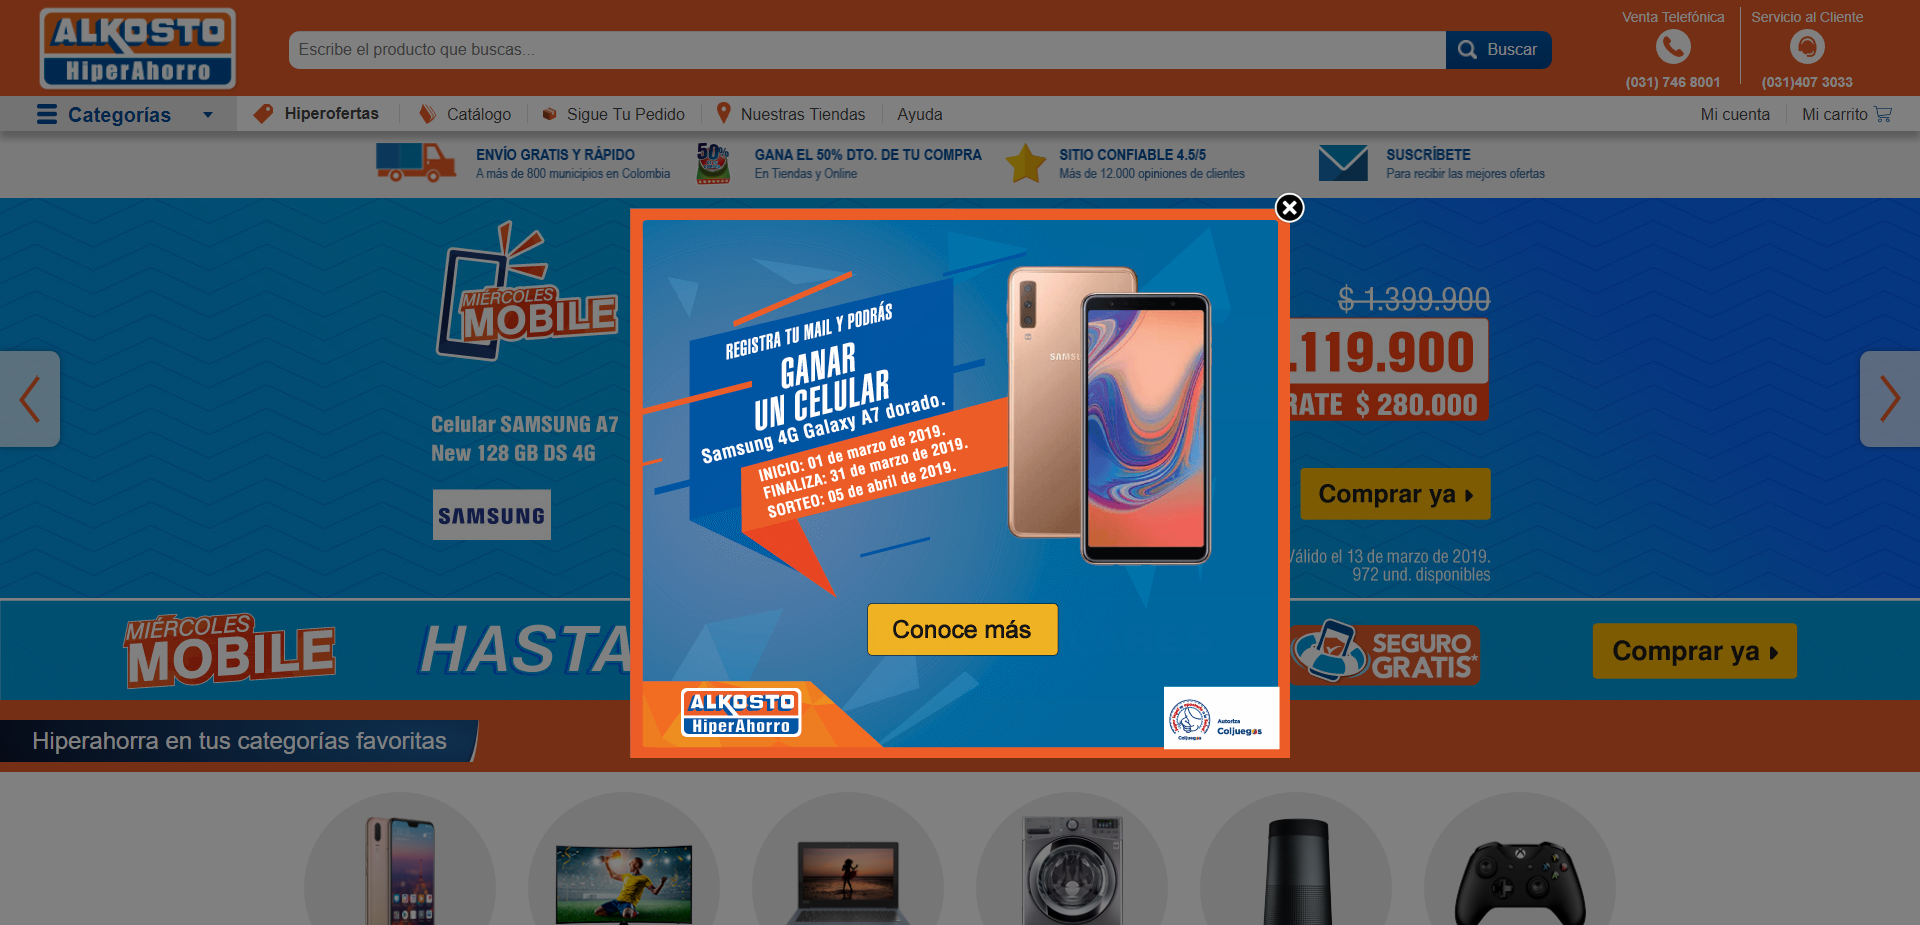 ALKOSTO
HiperAhorro
Escribe el producto que buscas...
Buscar
Venta Telefónica
(031) 746 8001
Servicio al Cliente
(031)407 3033
Categorías
Hiperofertas
Catálogo
Sigue Tu Pedido
Nuestras Tiendas
Ayuda
Mi cuenta
Mi carrito
ENVÍO GRATIS Y RÁPIDO
A más de 800 municipios en Colombia
50%
GANA EL 50% DTO. DE TU COMPRA
En Tiendas y Online
SITIO CONFIABLE 4.5/5
Más de 12.000 opiniones de clientes
SUSCRÍBETE
Para recibir las mejores ofertas
MIÉRCOLES
MOBILE
Celular SAMSUNG A7
New 128 GB DS 4G
SAMSUNG
REGISTRA TU MAIL Y PODRÁS
GANAR
UN CELULAR
Samsung 4G Galaxy A7 dorado.
INICIO: 01 de marzo de 2019.
FINALIZA: 31 de marzo de 2019.
SORTEO: 05 de abril de 2019.
SAMSU
Conoce más
ALKOSTO
HiperAhorro
Coljuegos
Autoriza
Coljuegos
$ 1.399.900
.119.900
RATE $ 280.000
Comprar ya
Válido el 13 de marzo de 2019.
972 und. disponibles
MIÉRCOLES
MOBILE
HASTA
SEGURO
GRATIS*
Comprar ya
Hiperahorra en tus categorías favoritas